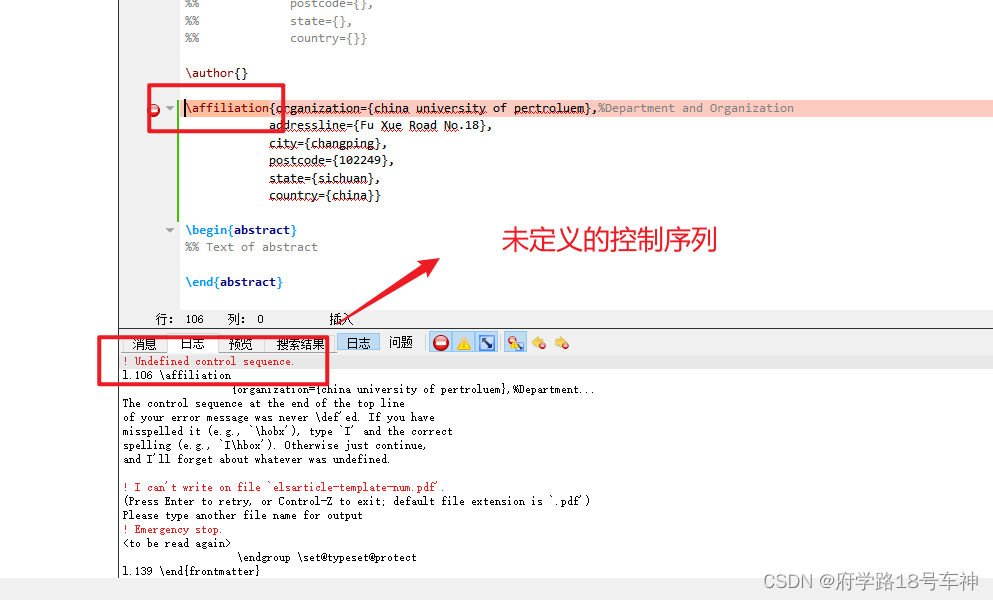 %% postcode={},
%% state={},
%% country={}}
\author{}
\affiliation{organization={china university of pertroluem},%Department and Organization
addressline={Fu Xue Road No.18},
city={changping},
postcode={102249},
state={sichuan},
country={china}}
\begin{abstract}
%% Text of abstract
未定义的控制序列
\end{abstract}
行: 106 列: 0 插入
消息 日志 预览 搜索结果 日志 问题
! Undefined control sequence.
l.106 \affiliation
{organization={china university of pertroluem},%Department...
The control sequence at the end of the top line
of your error message was never \def'ed. If you have
misspelled it (e.g., `\hobx'), type `I' and the correct
spelling (e.g., `I\hbox'). Otherwise just continue,
and I'll forget about whatever was undefined.
! I can't write on file `elsarticle-template-num.pdf'.
(Press Enter to retry, or Control-Z to exit; default file extension is `.pdf')
Please type another file name for output
! Emergency stop.
<to be read again>
\endgroup \set@typeset@protect
l.139 \end{frontmatter}
CSDN @府学路18号车神